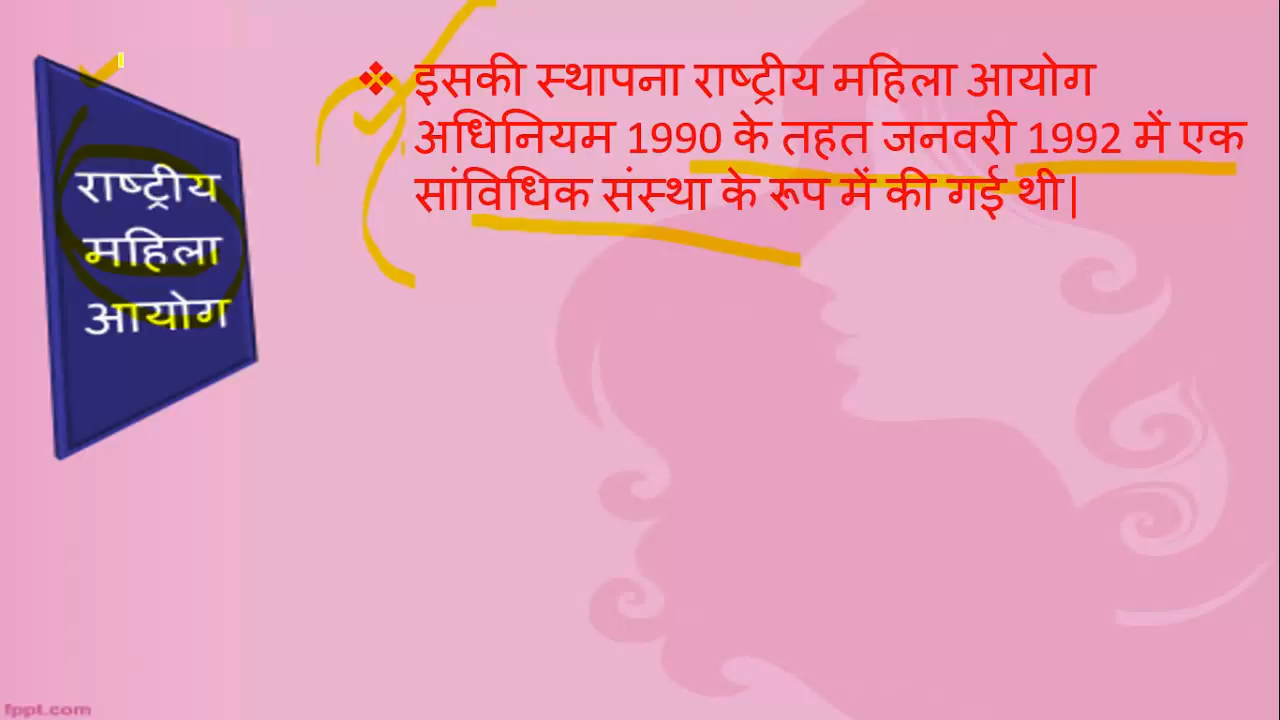 राष्ट्रीय
महिला
आयोग
❖ इसकी स्थापना राष्ट्रीय महिला आयोग
अधिनियम 1990 के तहत जनवरी 1992 में एक
सांविधिक संस्था के रूप में की गई थी|
fppt.com